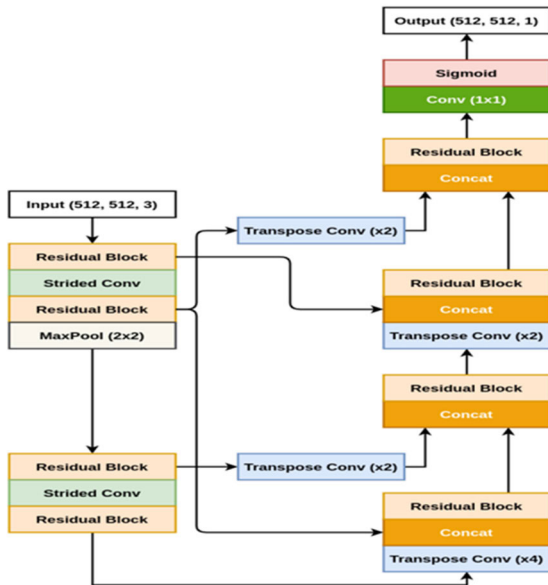 Output (512, 512, 1)
Sigmoid
Conv (1x1)
Residual Block
Concat
Input (512, 512, 3)
Transpose Conv (x2)
Residual Block
Strided Conv
Residual Block
MaxPool (2x2)
Residual Block
Concat
Transpose Conv (x2)
Residual Block
Concat
Residual Block
Strided Conv
Residual Block
Transpose Conv (x2)
Residual Block
Concat
Transpose Conv (x4)